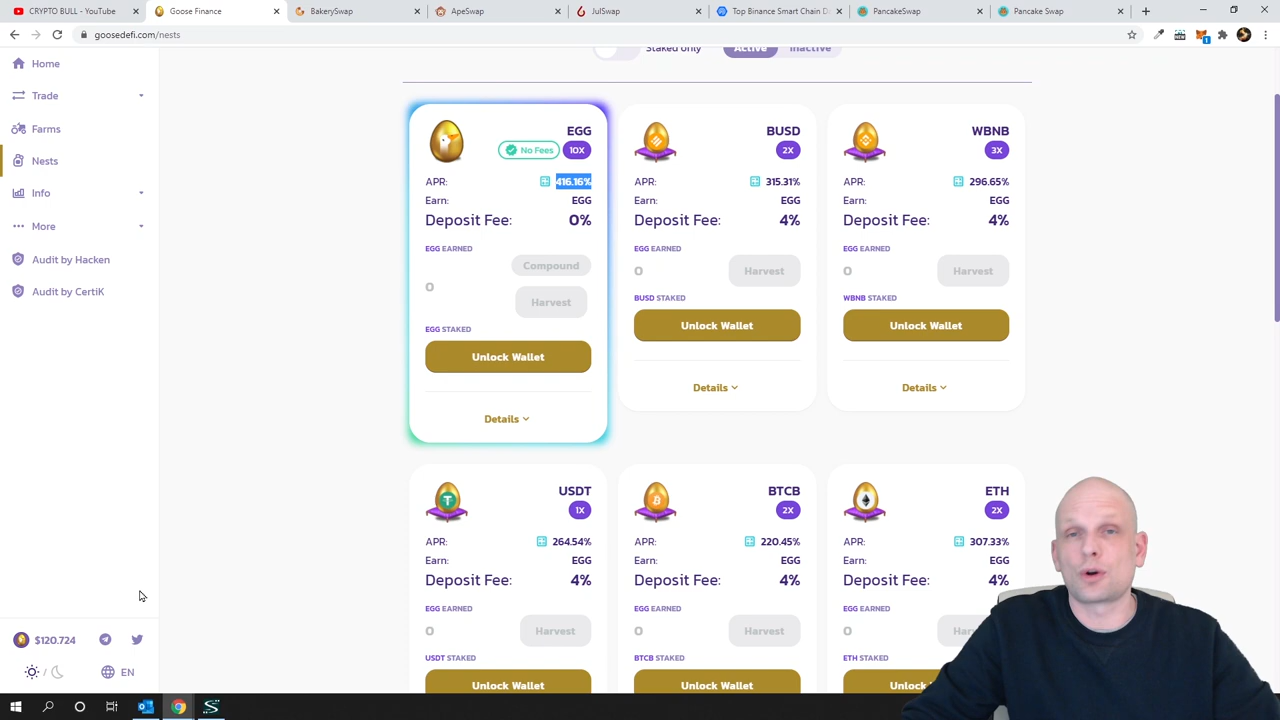 CRYPTO BULL - YouTube
Goose Finance
BakerySwap
ApeSwap
JulSwap
Top Binance Smart Chain D
PancakeSwap
Pancake Swap
goosedefi.com/nests
Home
Trade
Farms
Nests
Info
More
Audit by Hacken
Audit by CertiK
$120.724
EN
Staked only
Active
Inactive
EGG
No Fees
10X
APR:
416.16%
Earn:
EGG
Deposit Fee:
0%
EGG EARNED
0
Compound
Harvest
EGG STAKED
Unlock Wallet
Details
BUSD
2X
APR:
315.31%
Earn:
EGG
Deposit Fee:
4%
EGG EARNED
0
Harvest
BUSD STAKED
Unlock Wallet
Details
WBNB
3X
APR:
296.65%
Earn:
EGG
Deposit Fee:
4%
EGG EARNED
0
Harvest
WBNB STAKED
Unlock Wallet
Details
USDT
1X
APR:
264.54%
Earn:
EGG
Deposit Fee:
4%
EGG EARNED
0
Harvest
USDT STAKED
Unlock Wallet
BTCB
2X
APR:
220.45%
Earn:
EGG
Deposit Fee:
4%
EGG EARNED
0
Harvest
BTCB STAKED
Unlock Wallet
ETH
2X
APR:
307.33%
Earn:
EGG
Deposit Fee:
4%
EGG EARNED
0
ETH STAKED